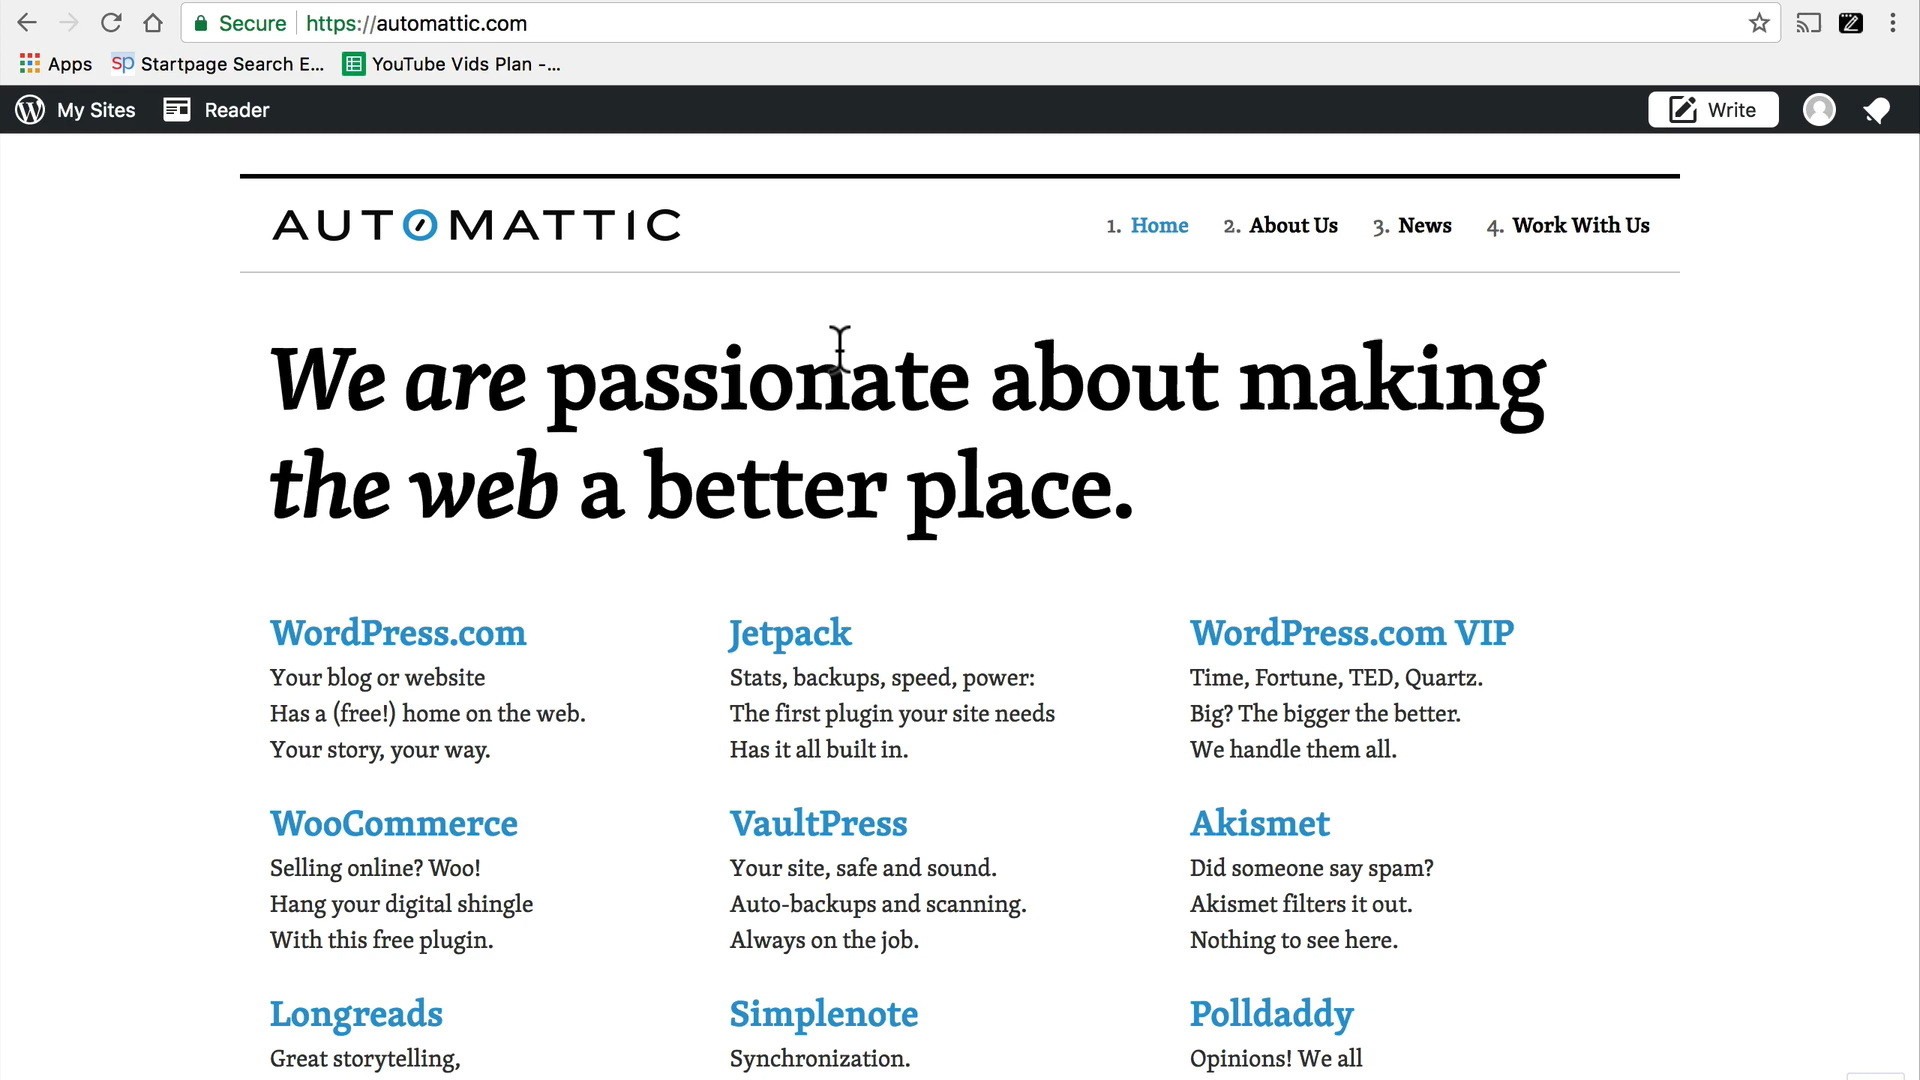 Secure https://automattic.com
Apps Startpage Search E... YouTube Vids Plan -...
My Sites Reader Write
AUTOMATTIC 1. Home 2. About Us 3. News 4. Work With Us
We are passionate about making
the web a better place.
WordPress.com
Your blog or website
Has a (free!) home on the web.
Your story, your way.
Jetpack
Stats, backups, speed, power:
The first plugin your site needs
Has it all built in.
WordPress.com VIP
Time, Fortune, TED, Quartz.
Big? The bigger the better.
We handle them all.
WooCommerce
Selling online? Woo!
Hang your digital shingle
With this free plugin.
VaultPress
Your site, safe and sound.
Auto-backups and scanning.
Always on the job.
Akismet
Did someone say spam?
Akismet filters it out.
Nothing to see here.
Longreads
Great storytelling,
Simplenote
Synchronization.
Polldaddy
Opinions! We all